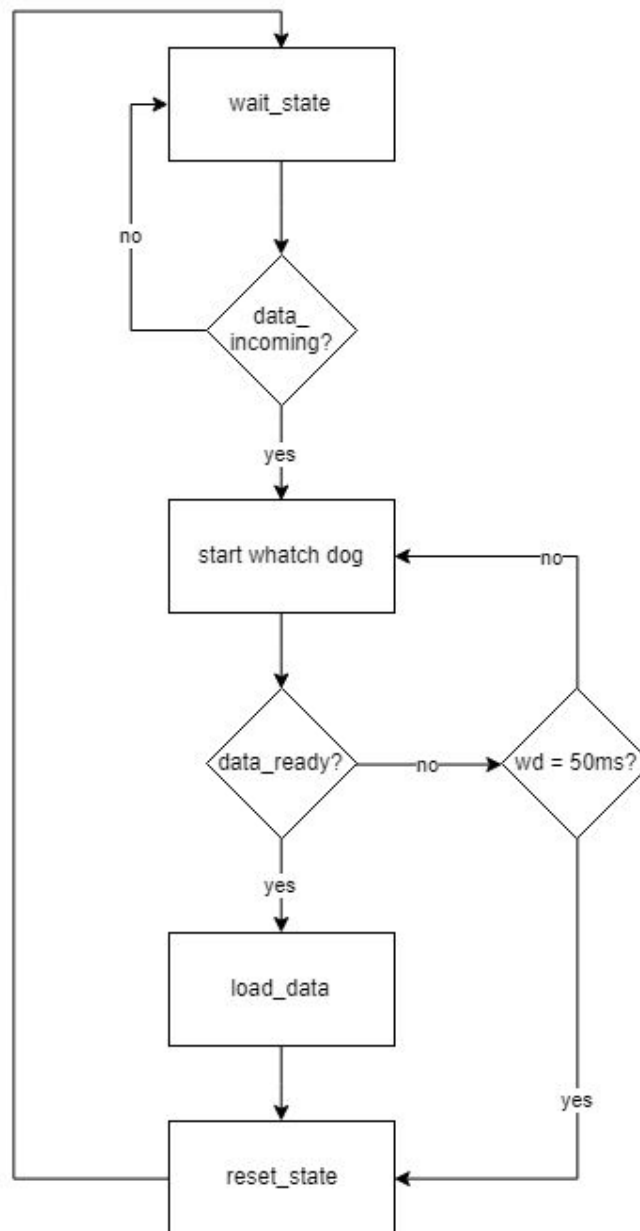 wait_state
no
data_
incoming?
yes
start whatch dog
no
data_ready?
no
wd = 50ms?
yes
load_data
yes
reset_state